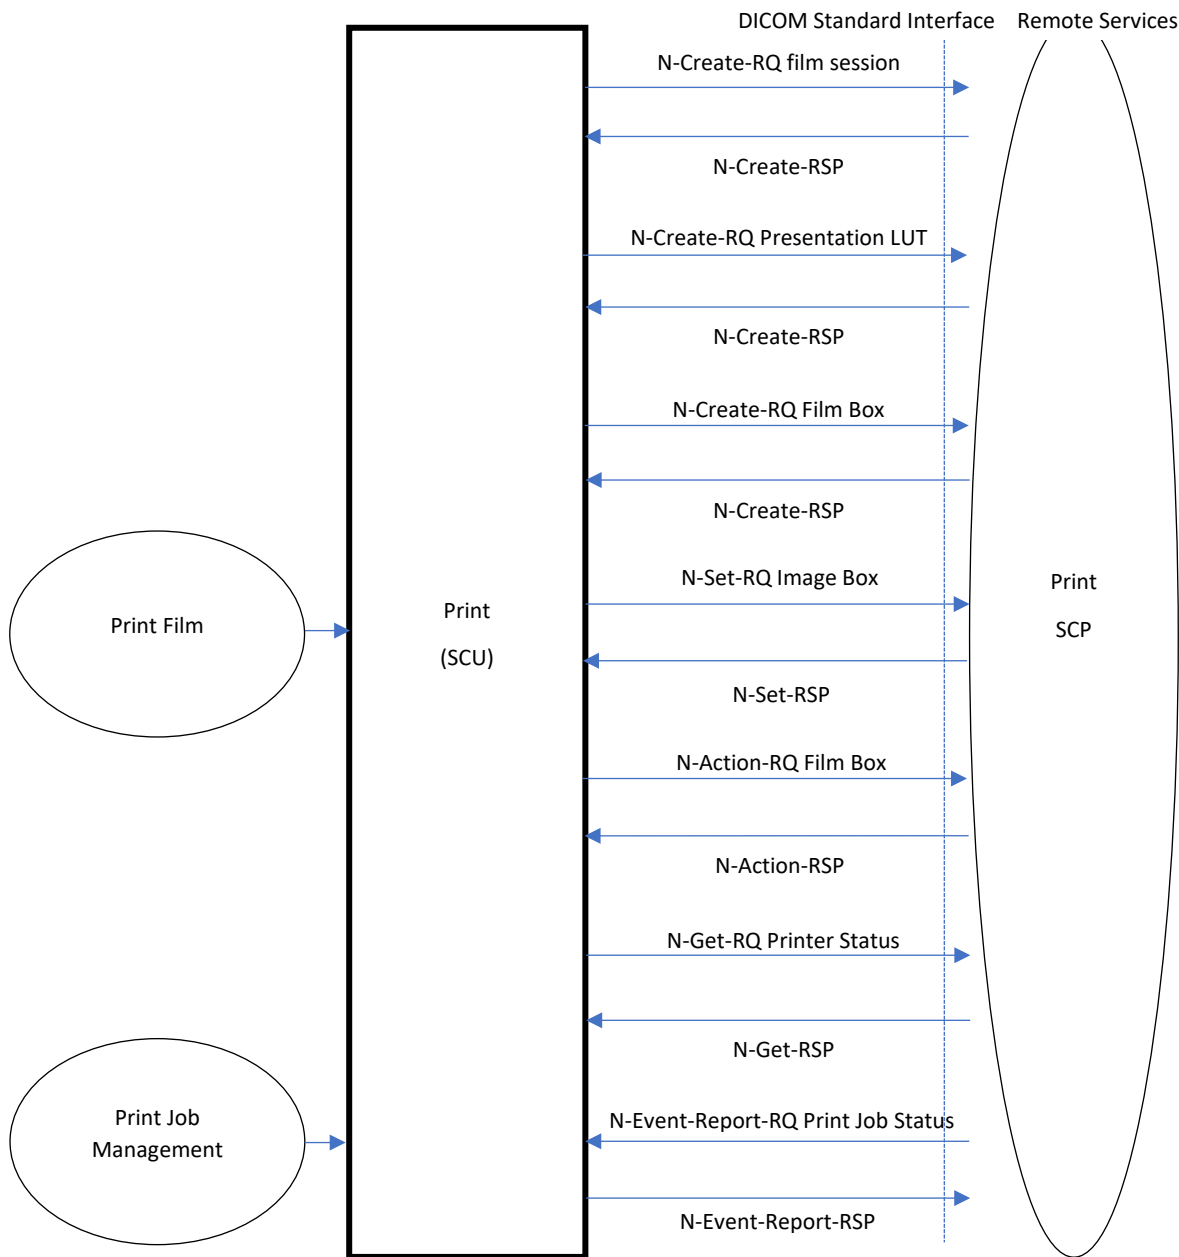 DICOM Standard Interface
Remote Services
N-Create-RQ film session
N-Create-RSP
N-Create-RQ Presentation LUT
N-Create-RSP
N-Create-RQ Film Box
N-Create-RSP
N-Set-RQ Image Box
Print Film
Print
(SCU)
Print
SCP
N-Set-RSP
N-Action-RQ Film Box
N-Action-RSP
N-Get-RQ Printer Status
N-Get-RSP
Print Job
Management
N-Event-Report-RQ Print Job Status
N-Event-Report-RSP